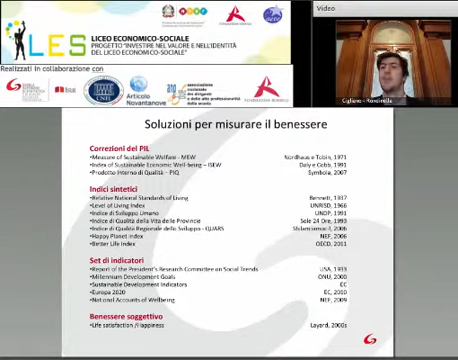 LES
LICEO ECONOMICO-SOCIALE
PROGETTO "INVESTIRE NEL VALORE E NELL'IDENTITÀ
DEL LICEO ECONOMICO-SOCIALE"
Realizzati in collaborazione con
Articolo
Novantanove
Video
Soluzioni per misurare il benessere
Correzioni del PIL
•Measure of Sustainable Welfare - MEW Nordhaus e Tobin, 1971
•Index of Sustainable Economic Well-being – ISEW Daly e Cobb, 1991
•Prodotto Interno di Qualità – PIQ Symbola, 2007
Indici sintetici
•Relative National Standards of Living Bennett, 1937
•Level of Living Index UNRISD, 1966
•Indice di Sviluppo Umano UNDP, 1991
•Indice di Qualità della Vita delle Province Sole 24 Ore, 1990
•Indice di Qualità Regionale dello Sviluppo - QUARS Sbilanciamoci!, 2006
•Happy Planet Index NEF, 2006
•Better Life Index OECD, 2011
Set di indicatori
•Report of the President's Research Committee on Social Trends USA, 1933
•Millennium Development Goals ONU, 2000
•Sustainable Development Indicators EC
•Europa 2020 EC, 2010
•National Accounts of Wellbeing NEF, 2009
Benessere soggettivo
•Life satisfaction /Happiness Layard, 2000s